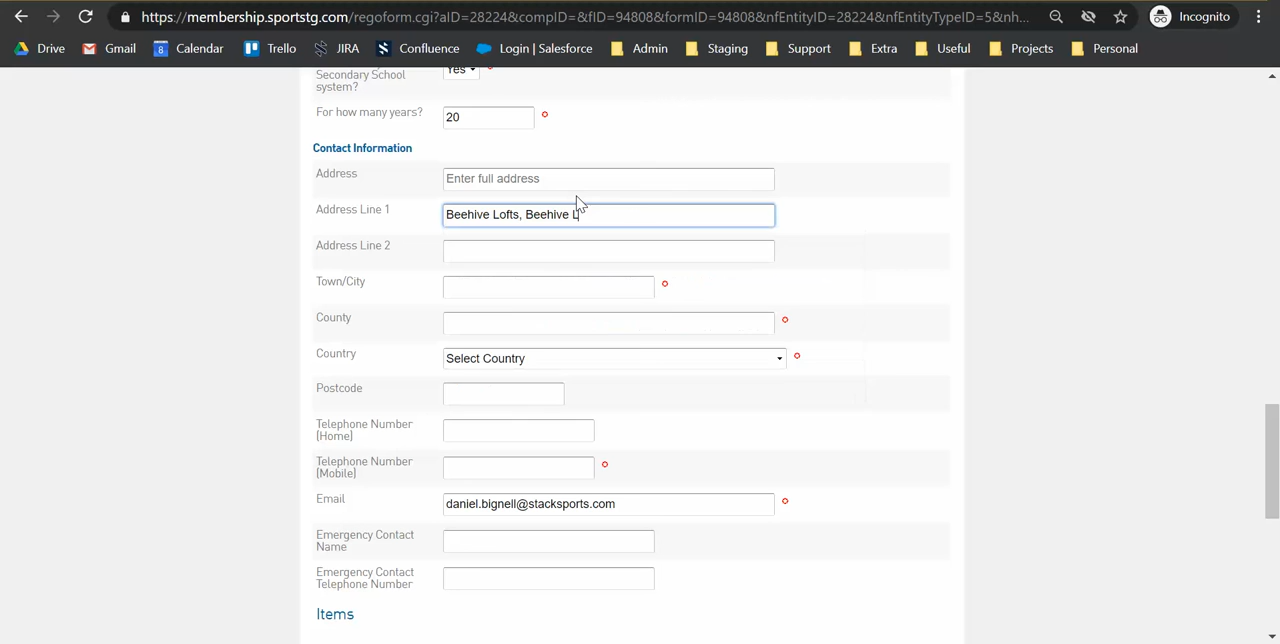 https://membership.sportstg.com/regoform.cgi?aID=28224&compID=&fID=94808&formID=94808&nfEntityID=28224&nfEntityTypeID=5&nh... Incognito
Drive Gmail Calendar Trello JIRA Confluence Login | Salesforce Admin Staging Support Extra Useful Projects Personal
Secondary School Yes
system?
For how many years? 20
Contact Information
Address Enter full address
Address Line 1 Beehive Lofts, Beehive L
Address Line 2
Town/City
County
Country Select Country
Postcode
Telephone Number
(Home)
Telephone Number
(Mobile)
Email daniel.bignell@stacksports.com
Emergency Contact
Name
Emergency Contact
Telephone Number
Items